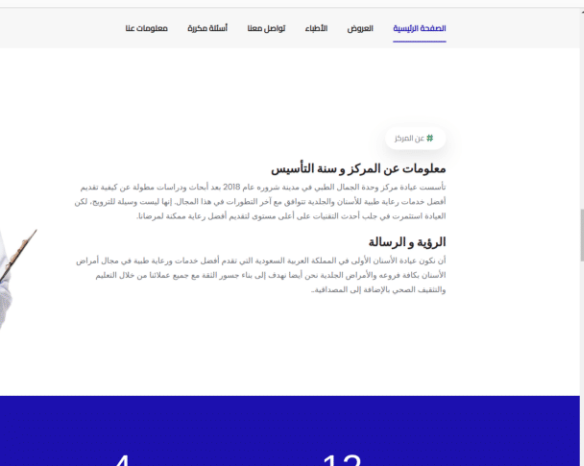 الصفحة الرئيسية العروض الأطباء تواصل معنا أسئلة مكررة معلومات عنا
# عن المركز
معلومات عن المركز و سنة التأسيس
تأسست عيادة مركز وحدة الجمال الطبي في مدينة شروره عام 2018 بعد أبحاث ودراسات مطولة عن كيفية تقديم
أفضل خدمات رعاية طبية للأسنان والجلدية تتوافق مع آخر التطورات في هذا المجال. إنها ليست وسيلة للترويج، لكن
العيادة استثمرت في جلب أحدث التقنيات على أعلى مستوى لتقديم أفضل رعاية ممكنة لمرضانا.
الرؤية و الرسالة
أن نكون عيادة الأسنان الأولى في المملكة العربية السعودية التي تقدم أفضل خدمات ورعاية طبية في مجال أمراض
الأسنان بكافة فروعه والأمراض الجلدية نحن أيضا نهدف إلى بناء جسور الثقة مع جميع عملائنا من خلال التعليم
والتثقيف الصحي بالإضافة إلى المصداقية..
12 4